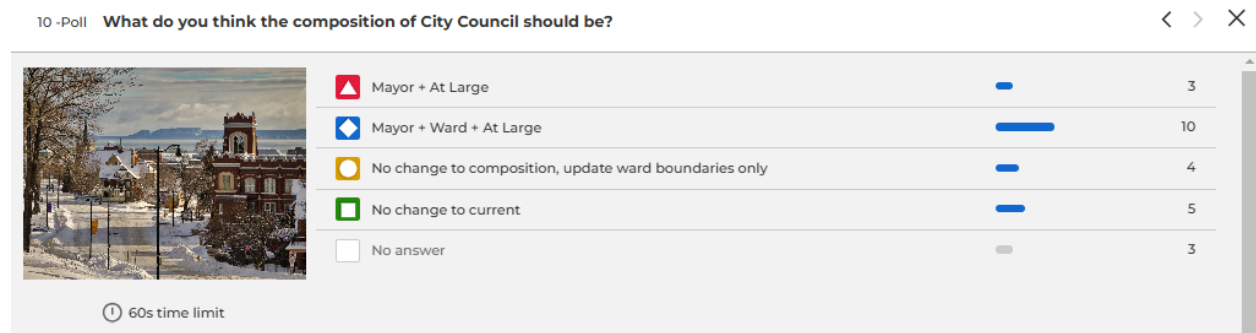 10 -Poll What do you think the composition of City Council should be?
Mayor + At Large 3
Mayor + Ward + At Large 10
No change to composition, update ward boundaries only 4
No change to current 5
No answer 3
60s time limit